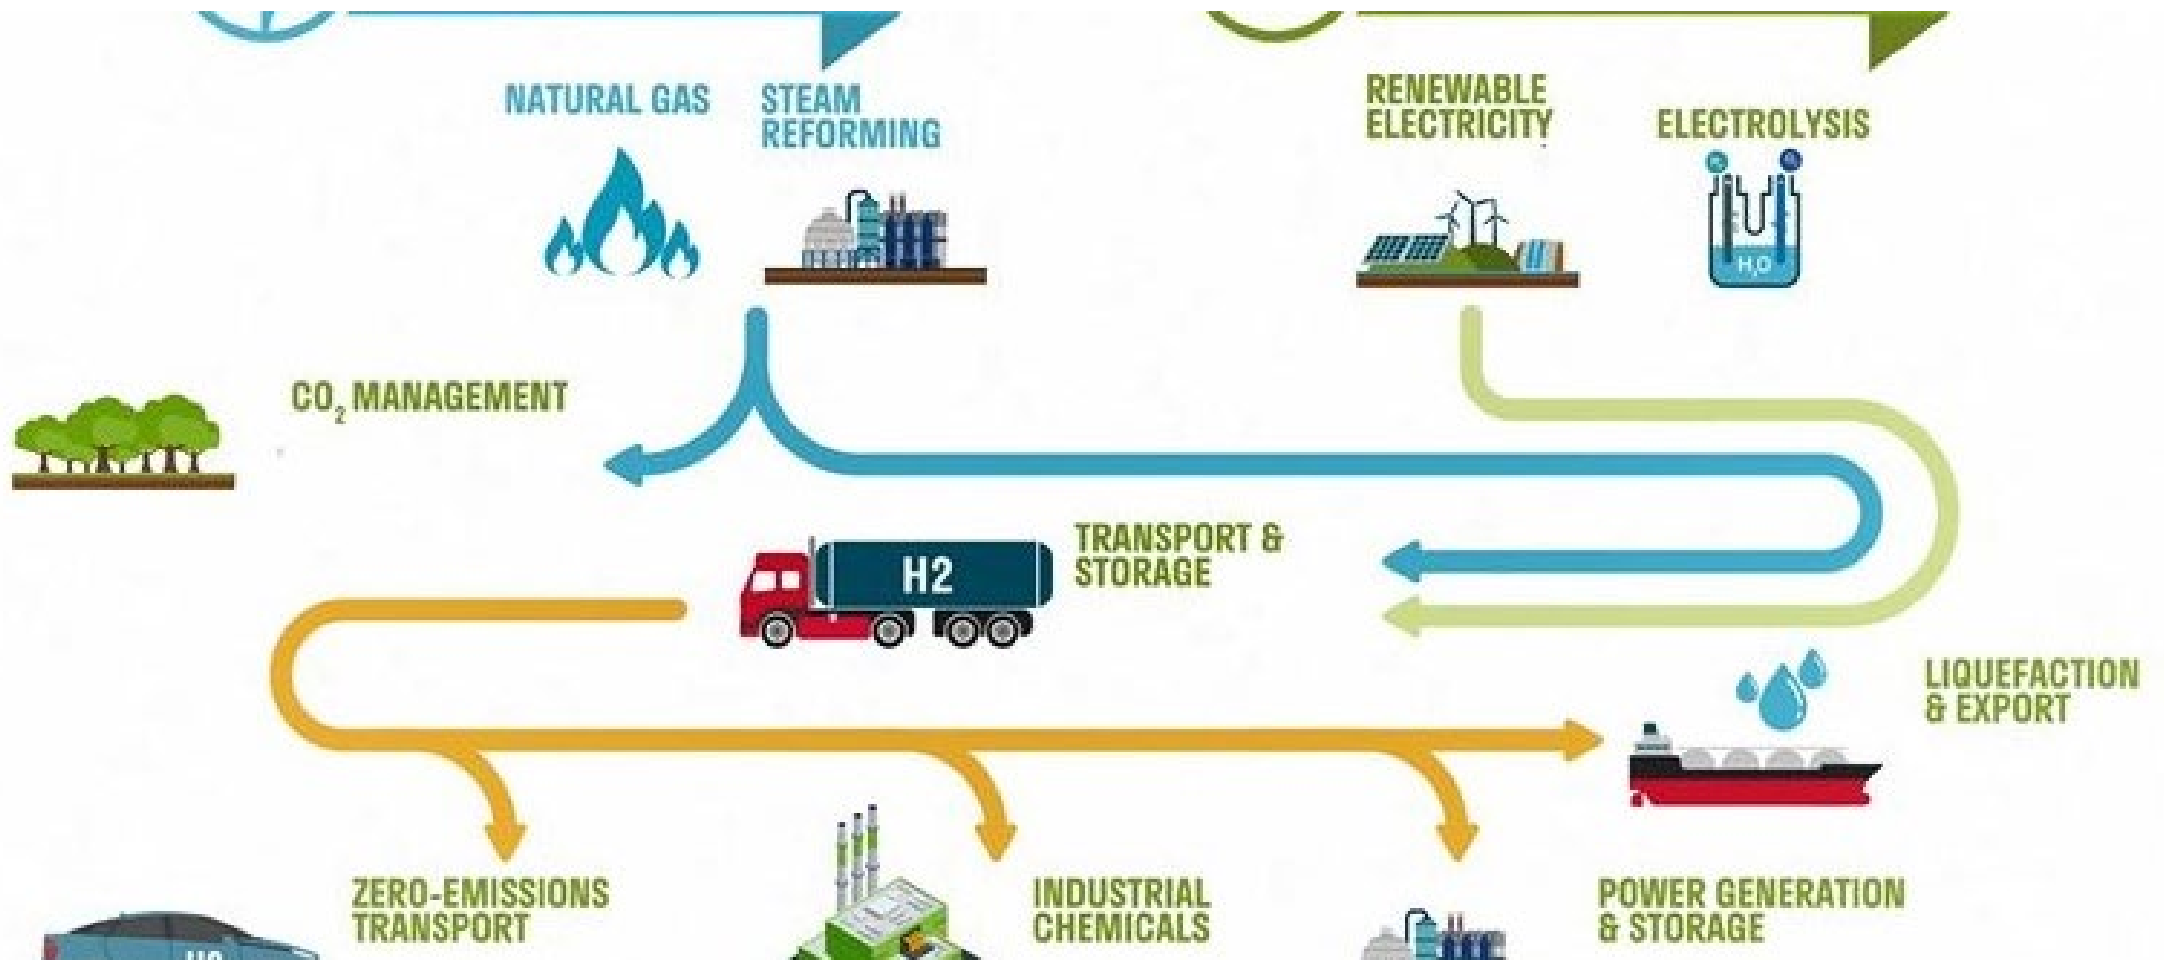 NATURAL GAS
STEAM
REFORMING
RENEWABLE
ELECTRICITY
ELECTROLYSIS
H₂O
CO₂ MANAGEMENT
TRANSPORT &
STORAGE
H2
LIQUEFACTION
& EXPORT
ZERO-EMISSIONS
TRANSPORT
INDUSTRIAL
CHEMICALS
POWER GENERATION
& STORAGE